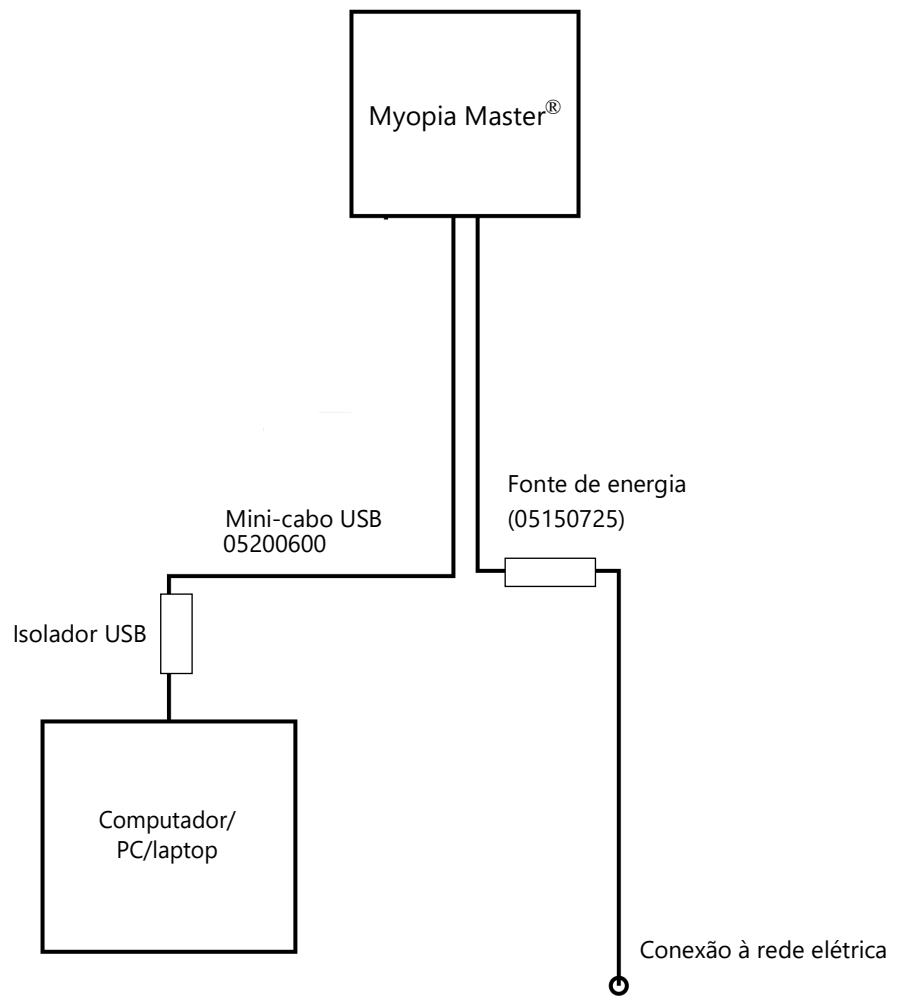 Myopia Master®
Fonte de energia
(05150725)
Mini-cabo USB
05200600
Isolador USB
Computador/
PC/laptop
Conexão à rede elétrica